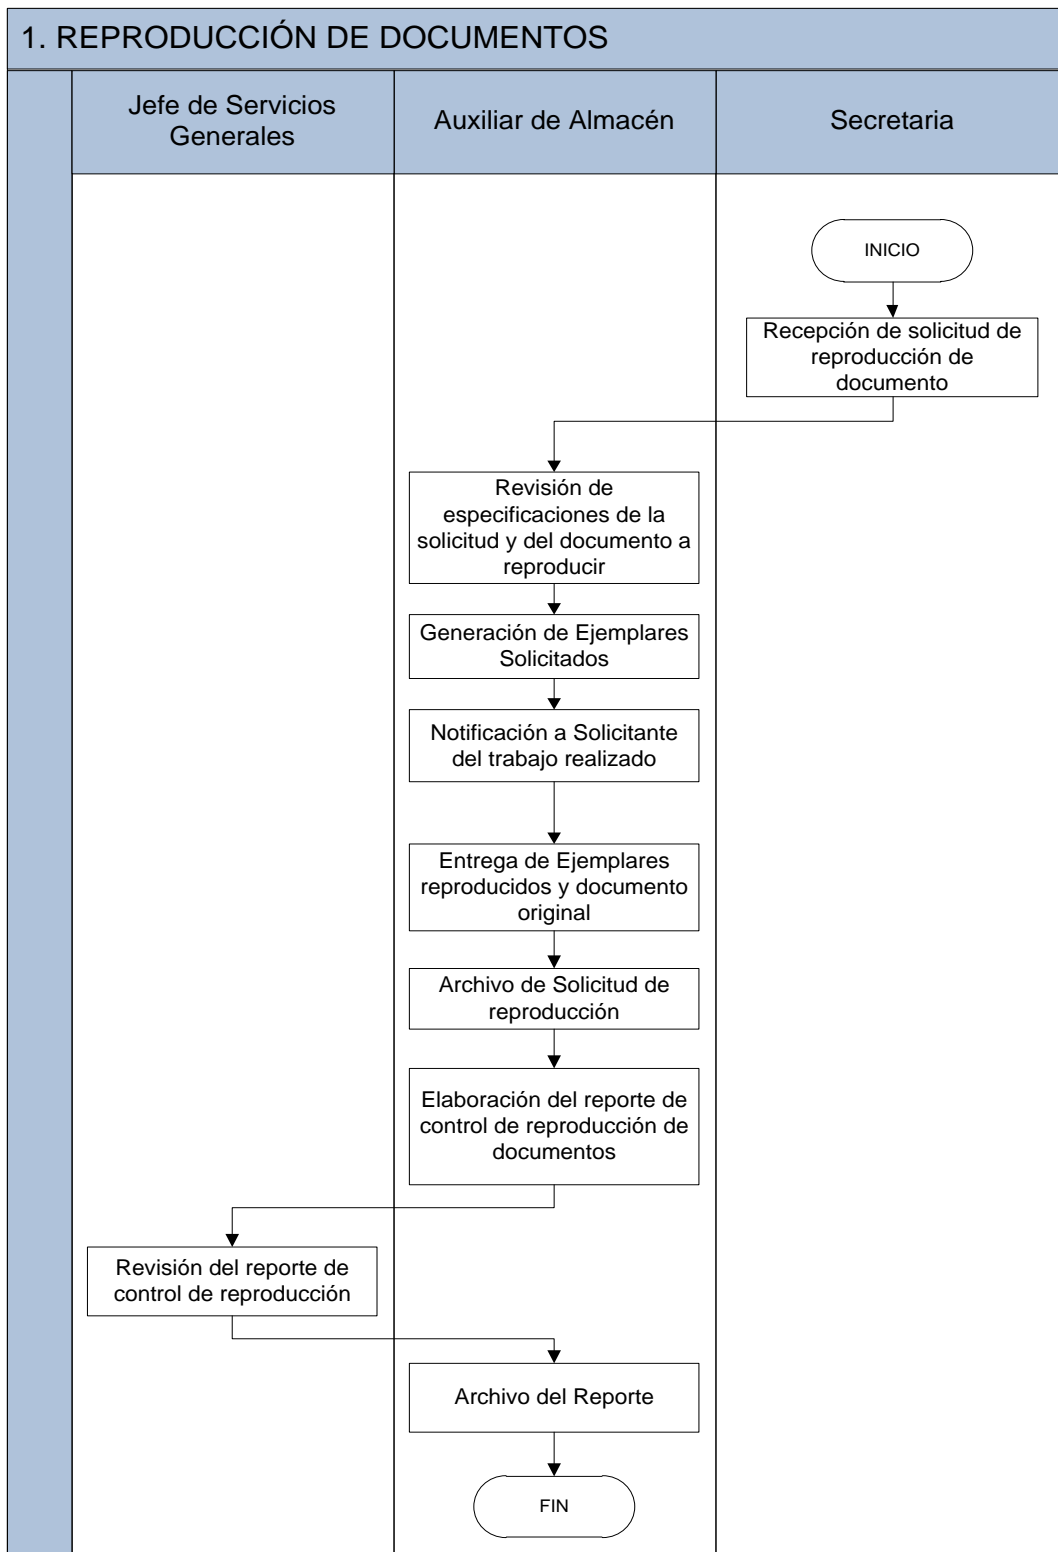 1. REPRODUCCIÓN DE DOCUMENTOS
Jefe de Servicios
Generales
Auxiliar de Almacén
Secretaria
INICIO
Recepción de solicitud de
reproducción de
documento
Revisión de
especificaciones de la
solicitud y del documento a
reproducir
Generación de Ejemplares
Solicitados
Notificación a Solicitante
del trabajo realizado
Entrega de Ejemplares
reproducidos y documento
original
Archivo de Solicitud de
reproducción
Elaboración del reporte de
control de reproducción de
documentos
Revisión del reporte de
control de reproducción
Archivo del Reporte
FIN